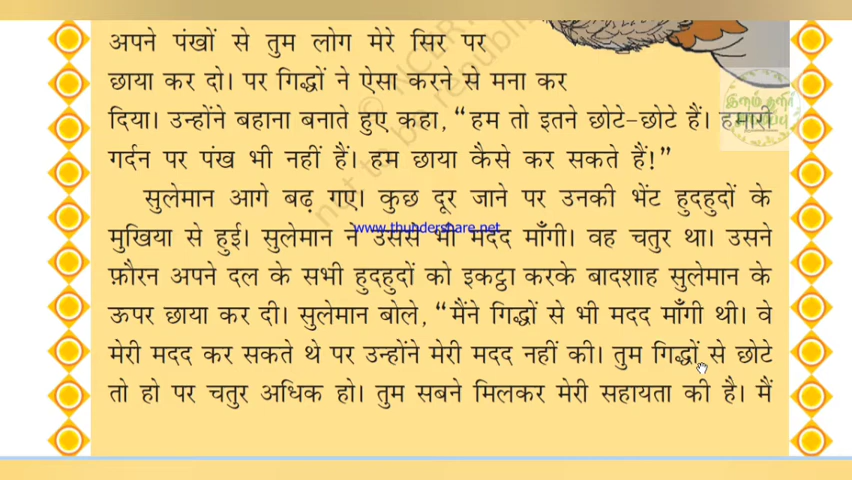 अपने पंखों से तुम लोग मेरे सिर पर
छाया कर दो। पर गिद्धों ने ऐसा करने से मना कर
दिया। उन्होंने बहाना बनाते हुए कहा, “हम तो इतने छोटे-छोटे हैं। हमारी
गर्दन पर पंख भी नहीं हैं। हम छाया कैसे कर सकते हैं!”
सुलेमान आगे बढ़ गए। कुछ दूर जाने पर उनकी भेंट हुदहुदों के
www.thundershare.net
मुखिया से हुई। सुलेमान ने उससे भी मदद माँगी। वह चतुर था। उसने
फ़ौरन अपने दल के सभी हुदहुदों को इकट्ठा करके बादशाह सुलेमान के
ऊपर छाया कर दी। सुलेमान बोले, “मैंने गिद्धों से भी मदद माँगी थी। वे
मेरी मदद कर सकते थे पर उन्होंने मेरी मदद नहीं की। तुम गिद्धों से छोटे
तो हो पर चतुर अधिक हो। तुम सबने मिलकर मेरी सहायता की है। मैं